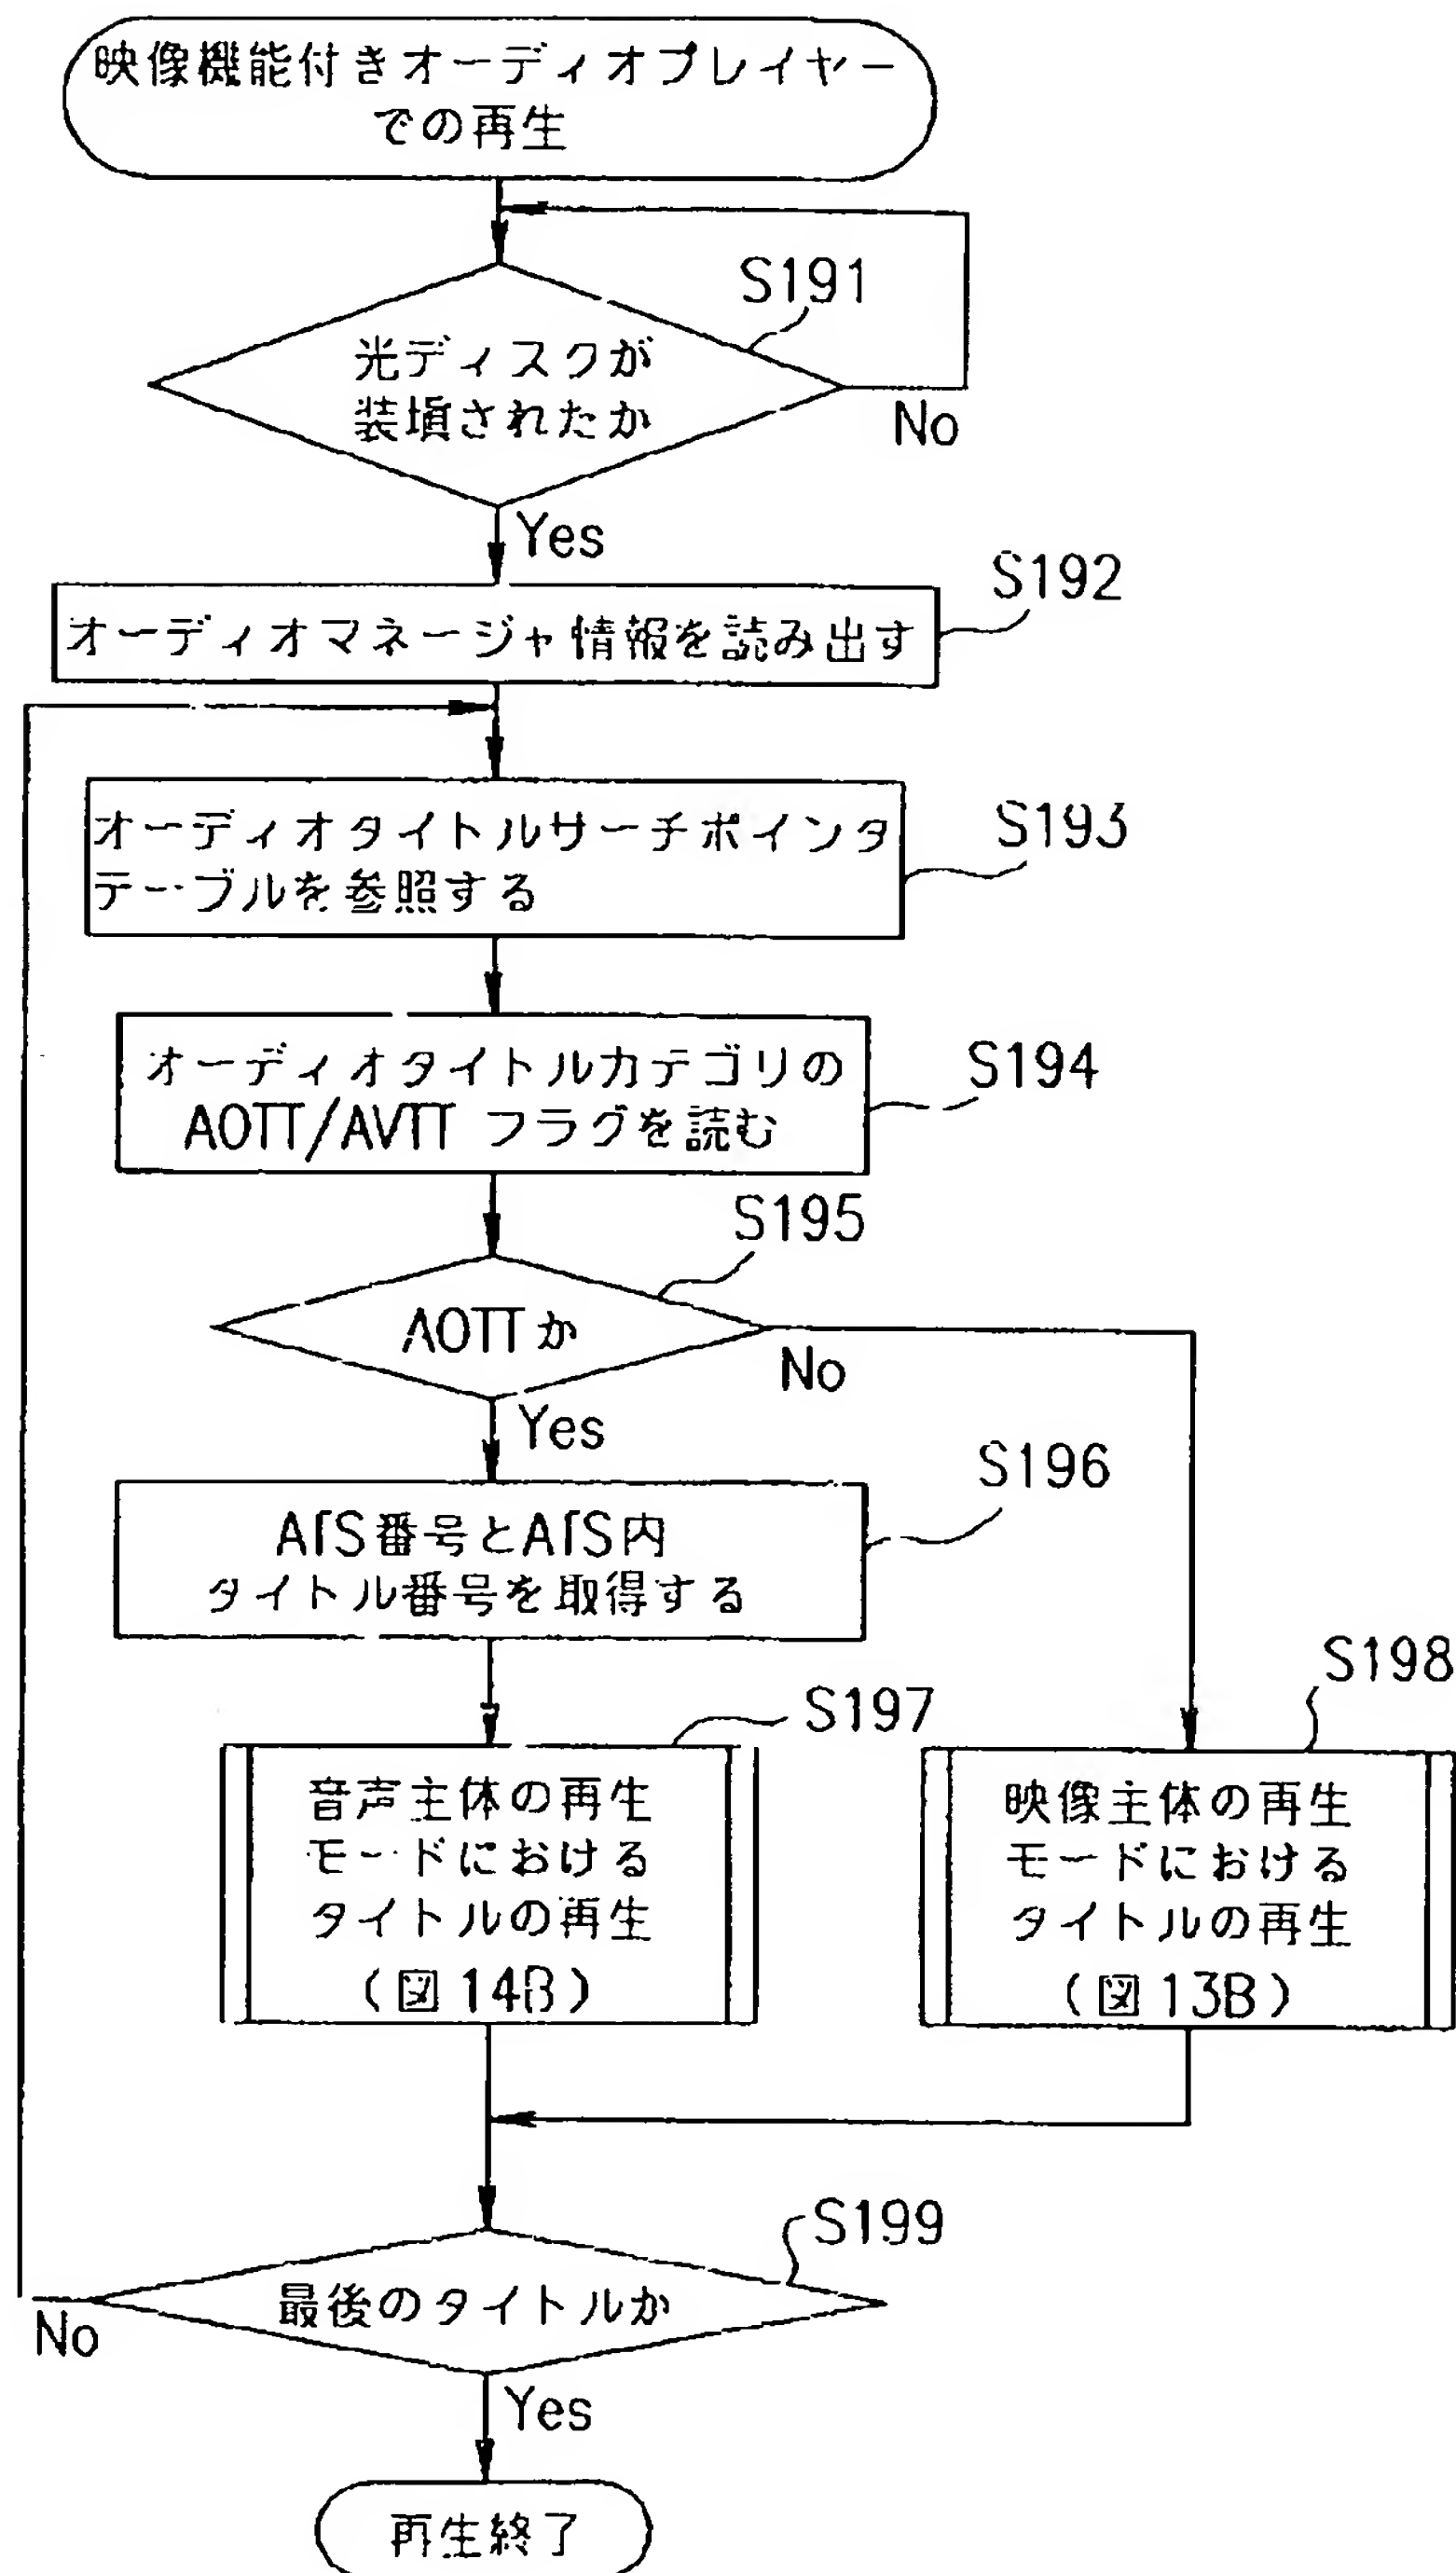 映像機能付きオーディオプレイヤー
での再生
S191
光ディスクが
装填されたか
No
Yes
S192
オーディオマネージャ情報を読み出す
S193
オーディオタイトルサーチポインタ
テーブルを参照する
S194
オーディオタイトルカテゴリの
AOTT/AVTT フラグを読む
S195
AOTTか
No
Yes
S196
ATS番号とATS内
タイトル番号を取得する
S197
S198
音声主体の再生
モードにおける
タイトルの再生
(図14B)
映像主体の再生
モードにおける
タイトルの再生
(図13B)
S199
最後のタイトルか
No
Yes
再生終了